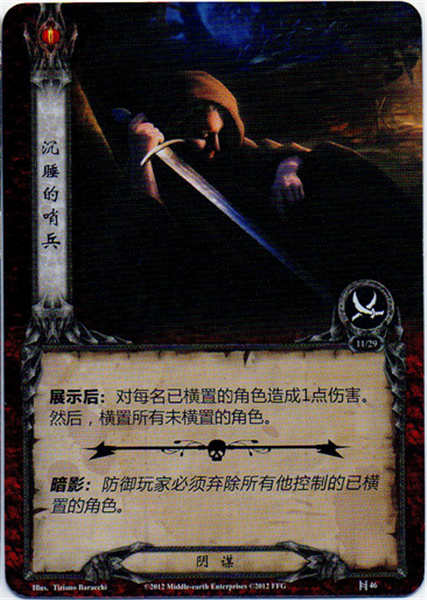 沉睡的哨兵
11/29
展示后：对每名已横置的角色造成1点伤害。
然后，横置所有未横置的角色。
暗影：防御玩家必须弃除所有他控制的已横
置的角色。
阴谋
Illus. Tiziano Baracchi
©2012 Middle-earth Enterprises ©2012 FFG
46